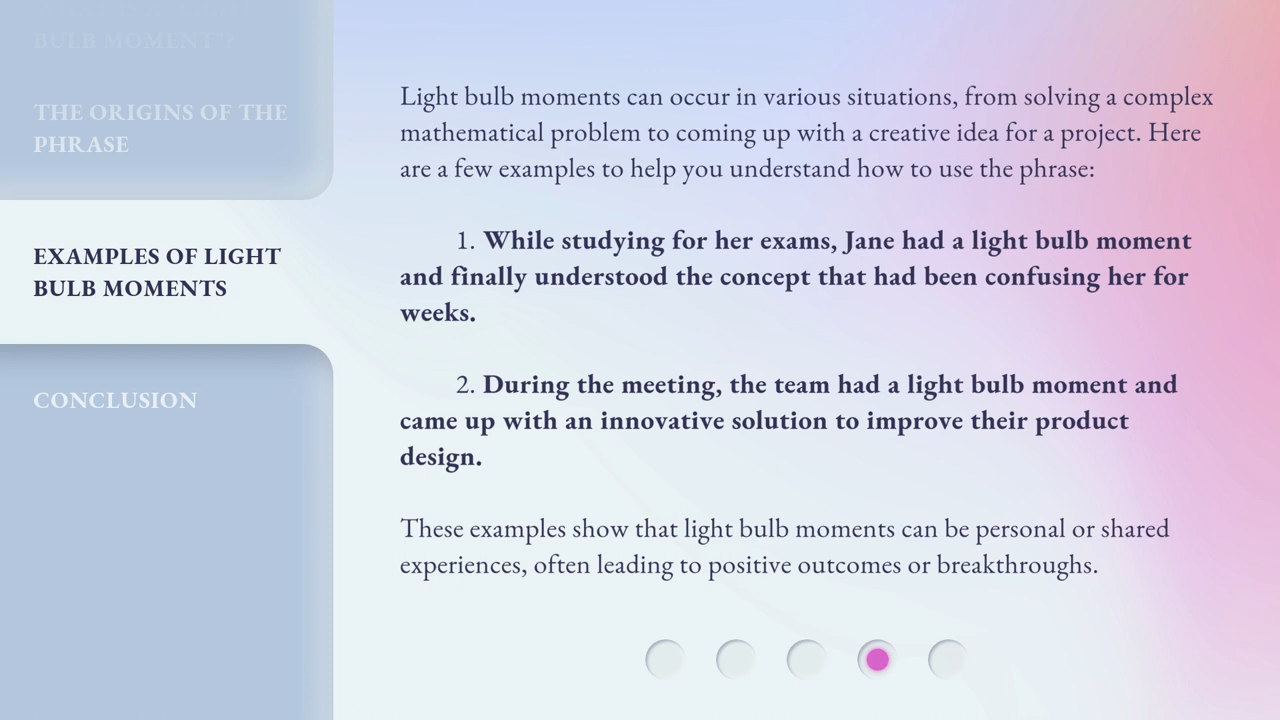 BULB MOMENT"?
THE ORIGINS OF THE
PHRASE
EXAMPLES OF LIGHT
BULB MOMENTS
CONCLUSION
Light bulb moments can occur in various situations, from solving a complex
mathematical problem to coming up with a creative idea for a project. Here
are a few examples to help you understand how to use the phrase:
1. While studying for her exams, Jane had a light bulb moment
and finally understood the concept that had been confusing her for
weeks.
2. During the meeting, the team had a light bulb moment and
came up with an innovative solution to improve their product
design.
These examples show that light bulb moments can be personal or shared
experiences, often leading to positive outcomes or breakthroughs.